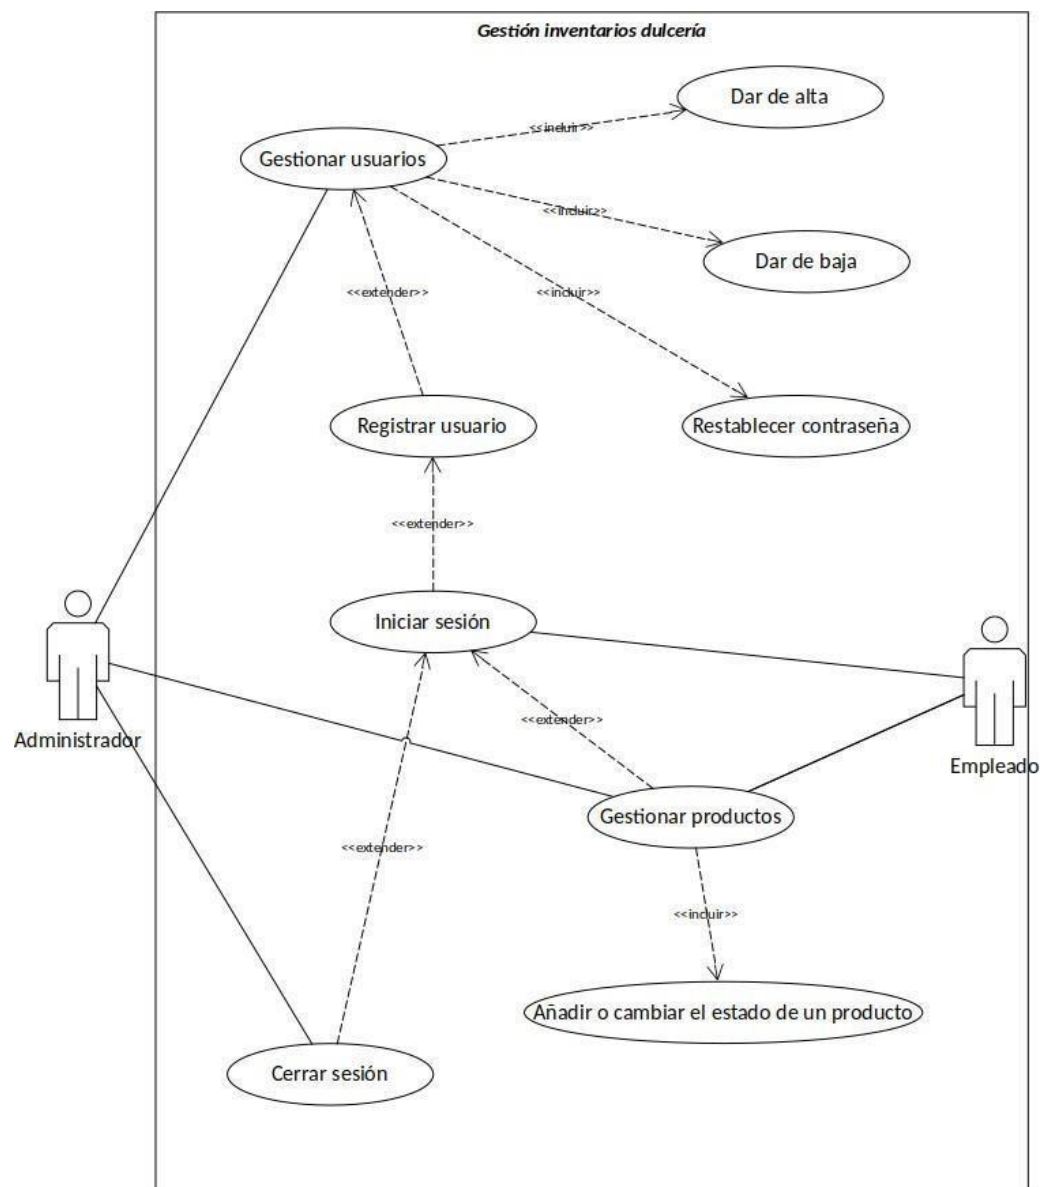 Gestión inventarios dulcería
Dar de alta
<<incluir>>
Gestionar usuarios
<<incluir>>
Dar de baja
<<extender>>
<<incluir>>
Registrar usuario
Restablecer contraseña
<<extender>>
Iniciar sesión
<<extender>>
Administrador
Empleado
Gestionar productos
<<extender>>
<<incluir>>
Añadir o cambiar el estado de un producto
Cerrar sesión